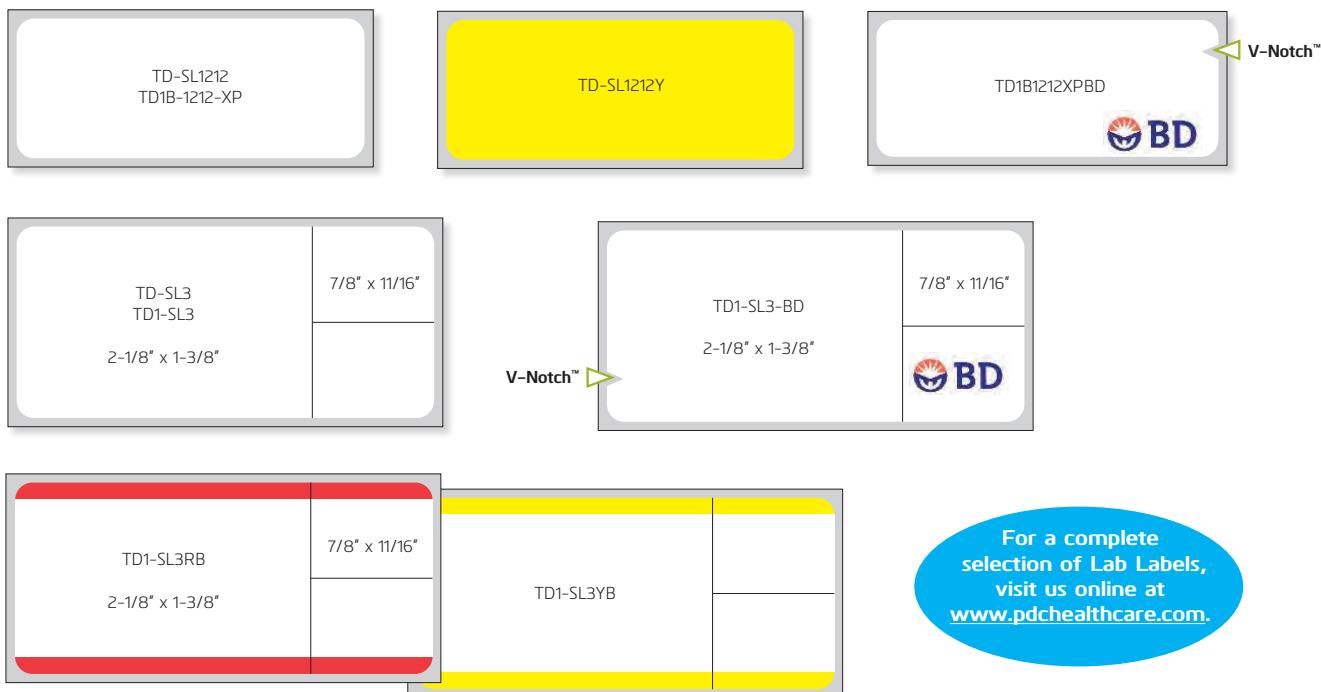 TD-SL1212
TD1B-1212-XP
TD-SL1212Y
TD1B1212XPBD
BD
V-Notch™
TD-SL3
TD1-SL3
2-1/8" x 1-3/8"
7/8" x 11/16"
TD1-SL3-BD
2-1/8" x 1-3/8"
7/8" x 11/16"
BD
V-Notch™
TD1-SL3RB
2-1/8" x 1-3/8"
7/8" x 11/16"
TD1-SL3YB
For a complete
selection of Lab Labels,
visit us online at
www.pdchealthcare.com.